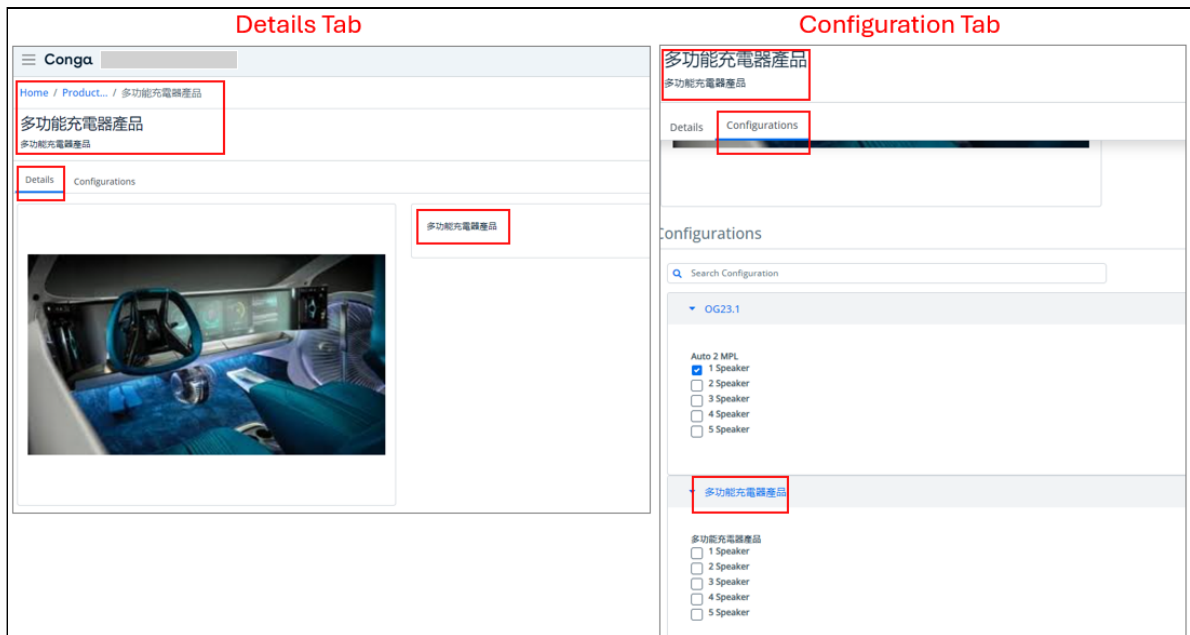 Details Tab
Conga
Home / Product... / 多功能充電器產品
多功能充電器產品
多功能充電器產品
Details Configurations
多功能充電器產品
Configuration Tab
多功能充電器產品
多功能充電器產品
Details Configurations
Configurations
Search Configuration
OG23.1
Auto 2 MPL
1 Speaker
2 Speaker
3 Speaker
4 Speaker
5 Speaker
多功能充電器產品
多功能充電器產品
1 Speaker
2 Speaker
3 Speaker
4 Speaker
5 Speaker